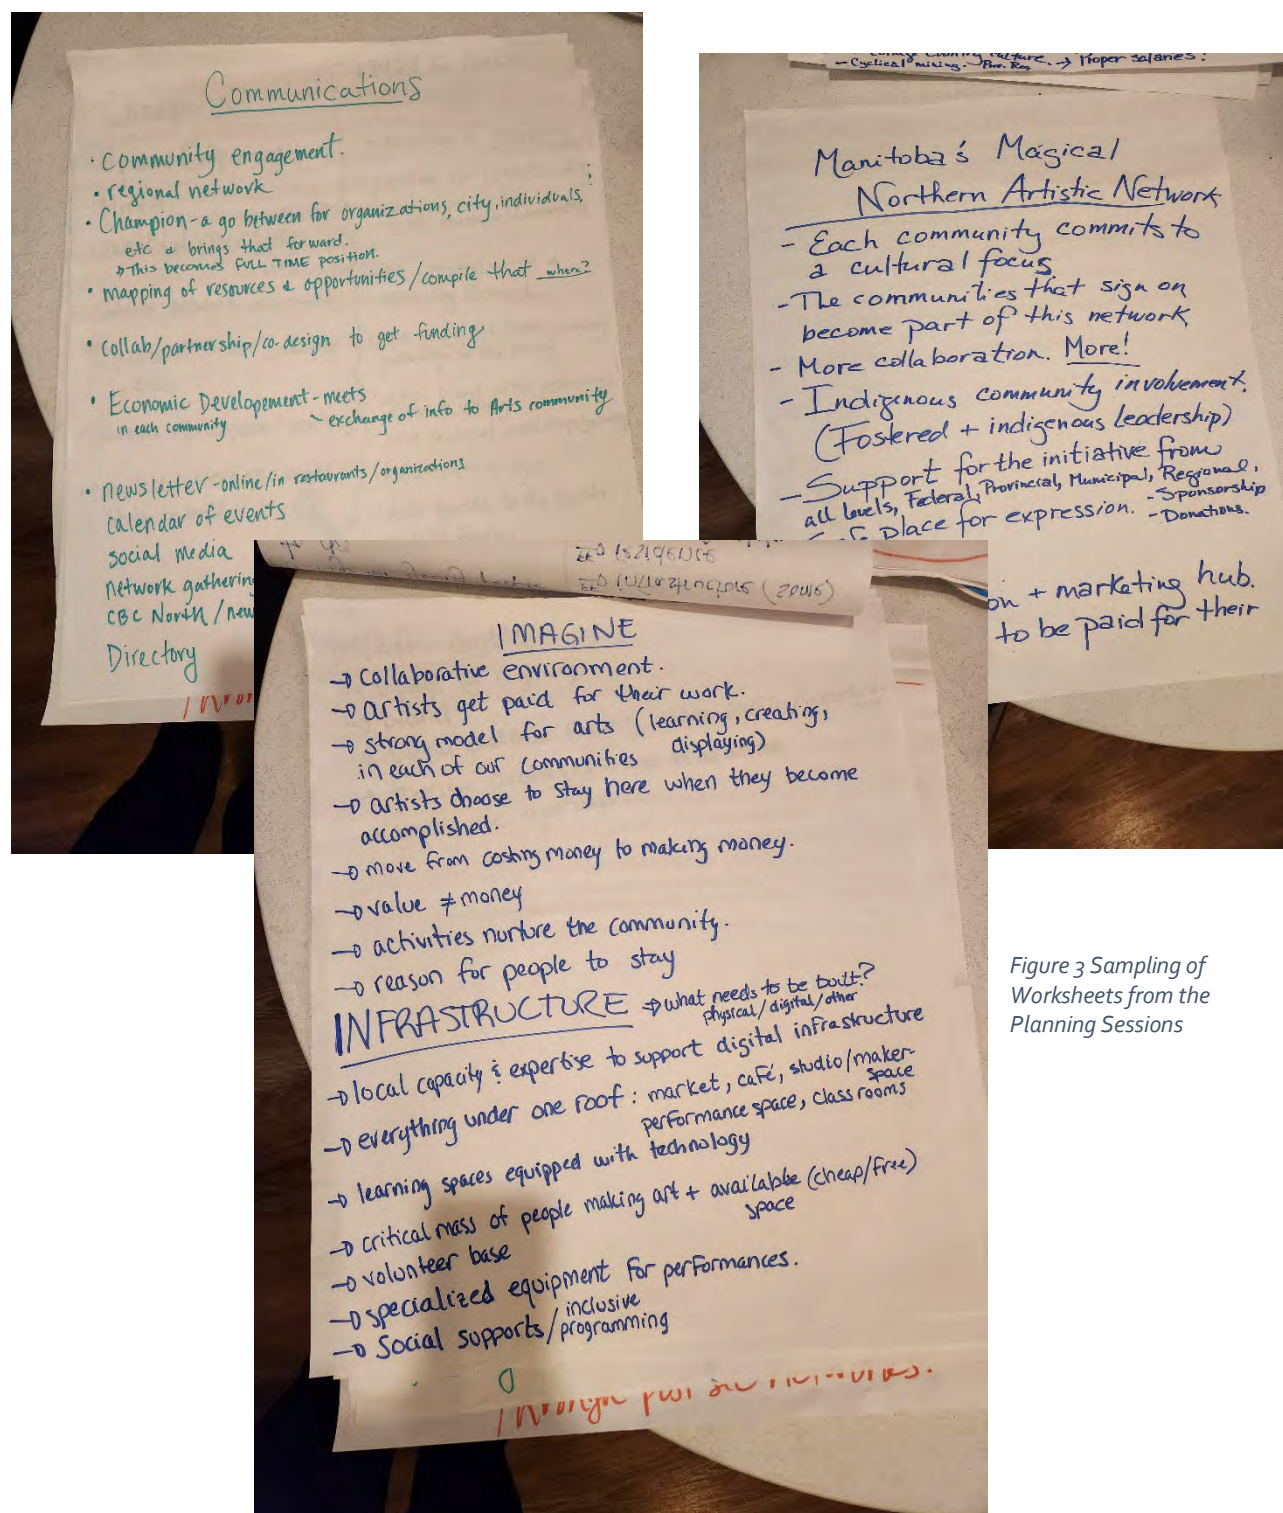 Communications
• Community engagement.
• regional network
• Champion - a go between for organizations, city, individuals,
etc & brings that forward.
→ This becomes FULL TIME position.
• mapping of resources & opportunities / compile that where?
• collab/partnership/co-design to get funding
• Economic Developement - meets
in each community
- exchange of info to Arts community
• newsletter - online/in restaurants/organizations
calendar of events
social media
network gathering
CBC North / new
Directory
culture. → Proper salaries!
- Cyclical mixing.
Manitoba's Magical
Northern Artistic Network
- Each community commits to
a cultural focus
- The communities that sign on
become part of this network
- More collaboration. More!
- Indigenous community involvement.
(Fostered + indigenous leadership)
- Support for the initiative from
all levels, Federal, Provincial, Municipal, Regional,
- Sponsorship
- Donations.
place for expression.
on + marketing hub.
to be paid for their
IMAGINE
→ collaborative environment.
→ artists get paid for their work.
→ strong model for arts (learning, creating,
displaying)
in each of our communities
→ artists choose to stay here when they become
accomplished.
→ move from costing money to making money.
→ value ≠ money
→ activities nurture the community.
→ reason for people to stay
INFRASTRUCTURE → what needs to be built?
physical/digital/other
→ local capacity & expertise to support digital infrastructure
→ everything under one roof: market, café, studio/maker-
space
performance space, classrooms
→ learning spaces equipped with technology
→ critical mass of people making art + availabbe (cheap/free)
space
→ volunteer base
→ specialized equipment for performances.
→ Social supports/inclusive
programming
Figure 3 Sampling of
Worksheets from the
Planning Sessions